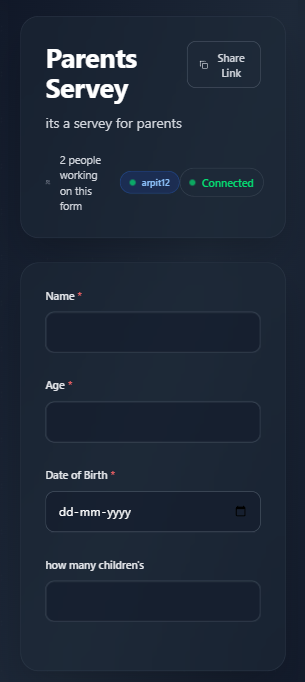 Parents
Servey
Share
Link
its a servey for parents
2 people
working
on this
form
arpit12
Connected
Name *
Age *
Date of Birth *
dd-mm-yyyy
how many children's